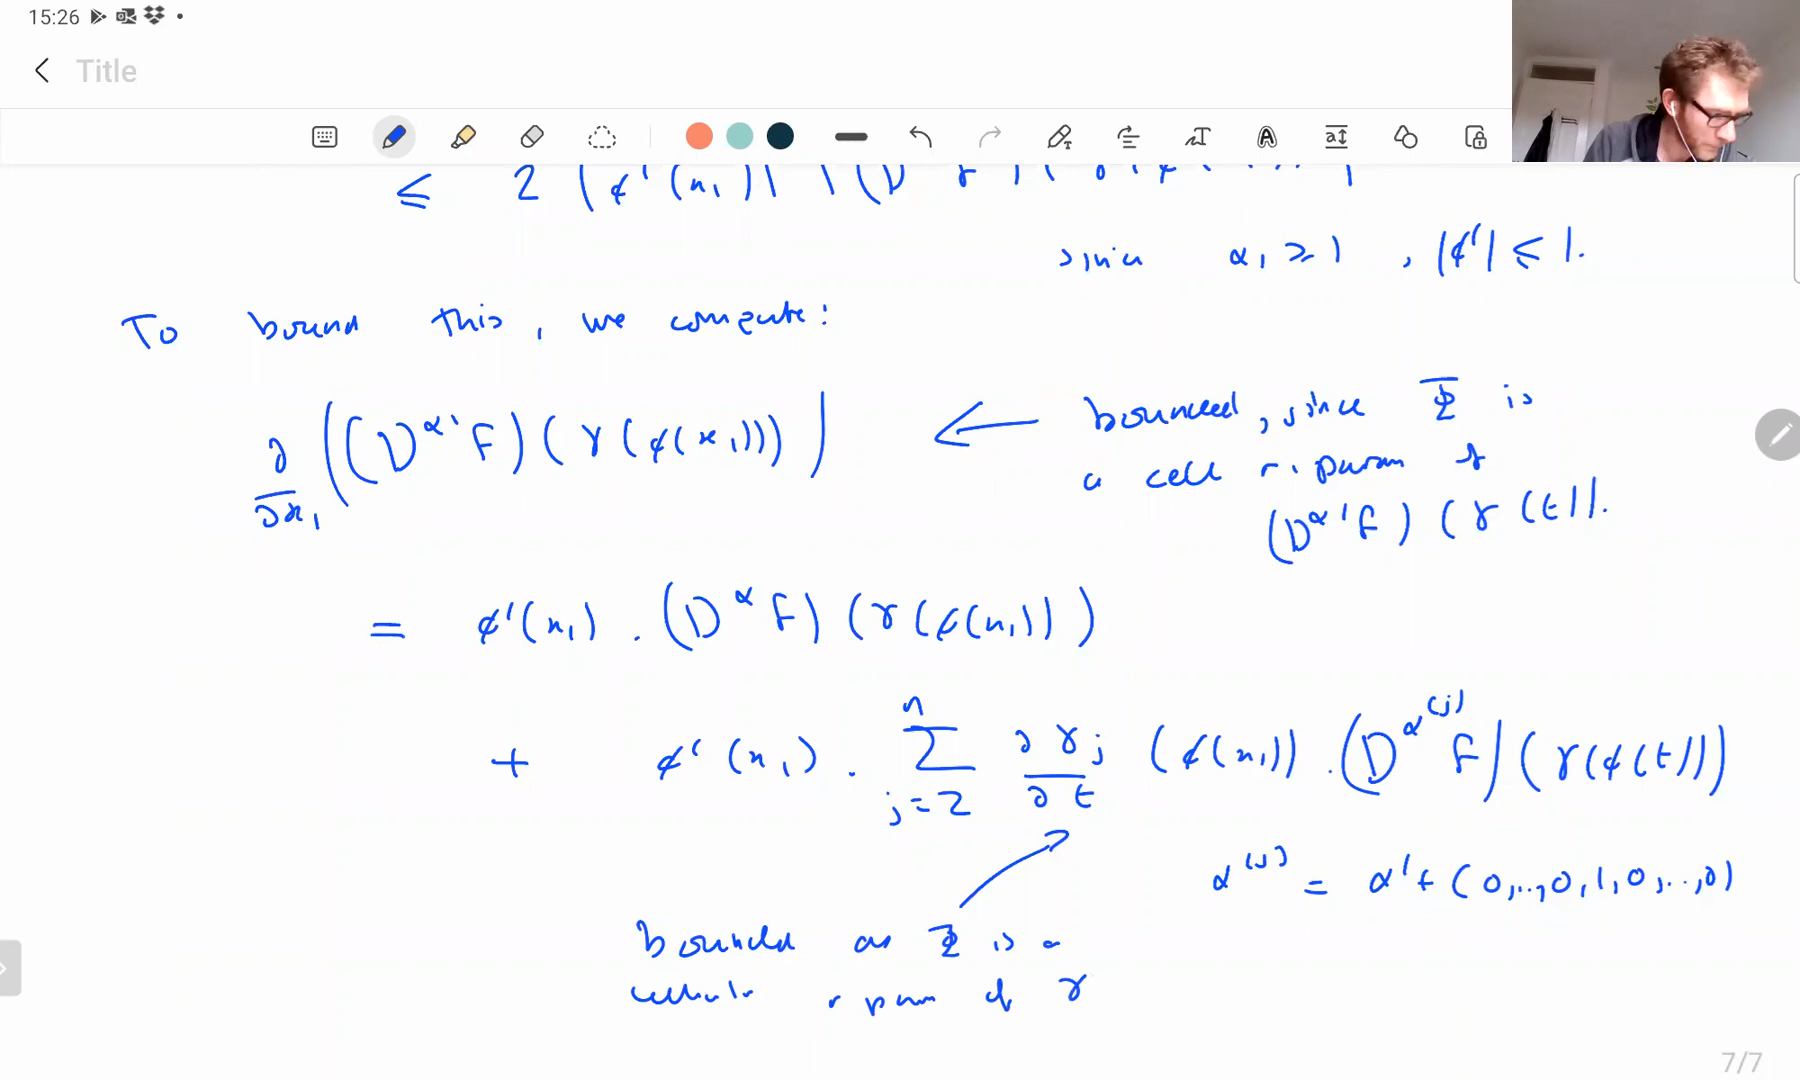 15:26
Title
≤ 2 |φ'(x₁)| |(D
since α₁ ≥ 1 , |φ'| ≤ 1.
To bound this, we compute:
∂/∂x₁ ((D^α' F)(γ(φ(x₁)))) ← bounded, since Φ is
a cell r.param of
(D^α' F)(γ(t)).
= φ'(x₁) · (D^α F)(γ(φ(x₁)))
+ φ'(x₁) · Σ_{j=2}^{n} ∂γ_j/∂t (φ(x₁)) · (D^α^(j) F)(γ(φ(t)))
α^(j) = α' + (0,..,0,1,0,..,0)
bounded as Φ is a
cellular r param of γ
7/7